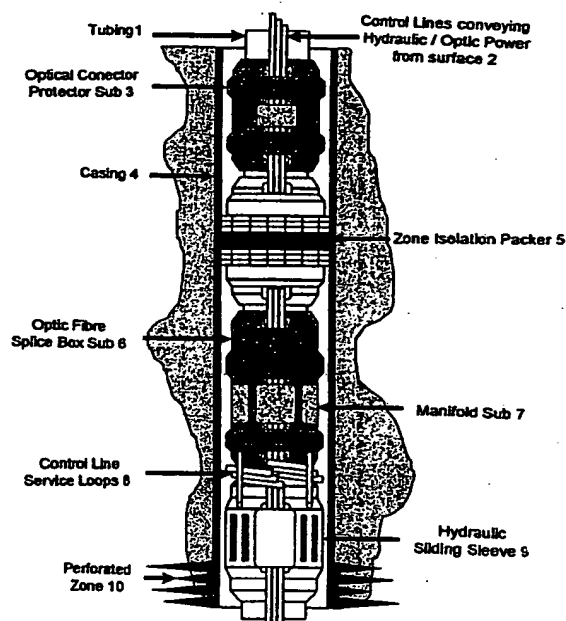 Tubing1
Control Lines conveying
Hydraulic / Optic Power
from surface 2
Optical Conector
Protector Sub 3
Casing 4
Zone Isolation Packer 5
Optic Fibre
Splice Box Sub 6
Manifold Sub 7
Control Line
Service Loops 8
Hydraulic
Sliding Sleeve 9
Perforated
Zone 10